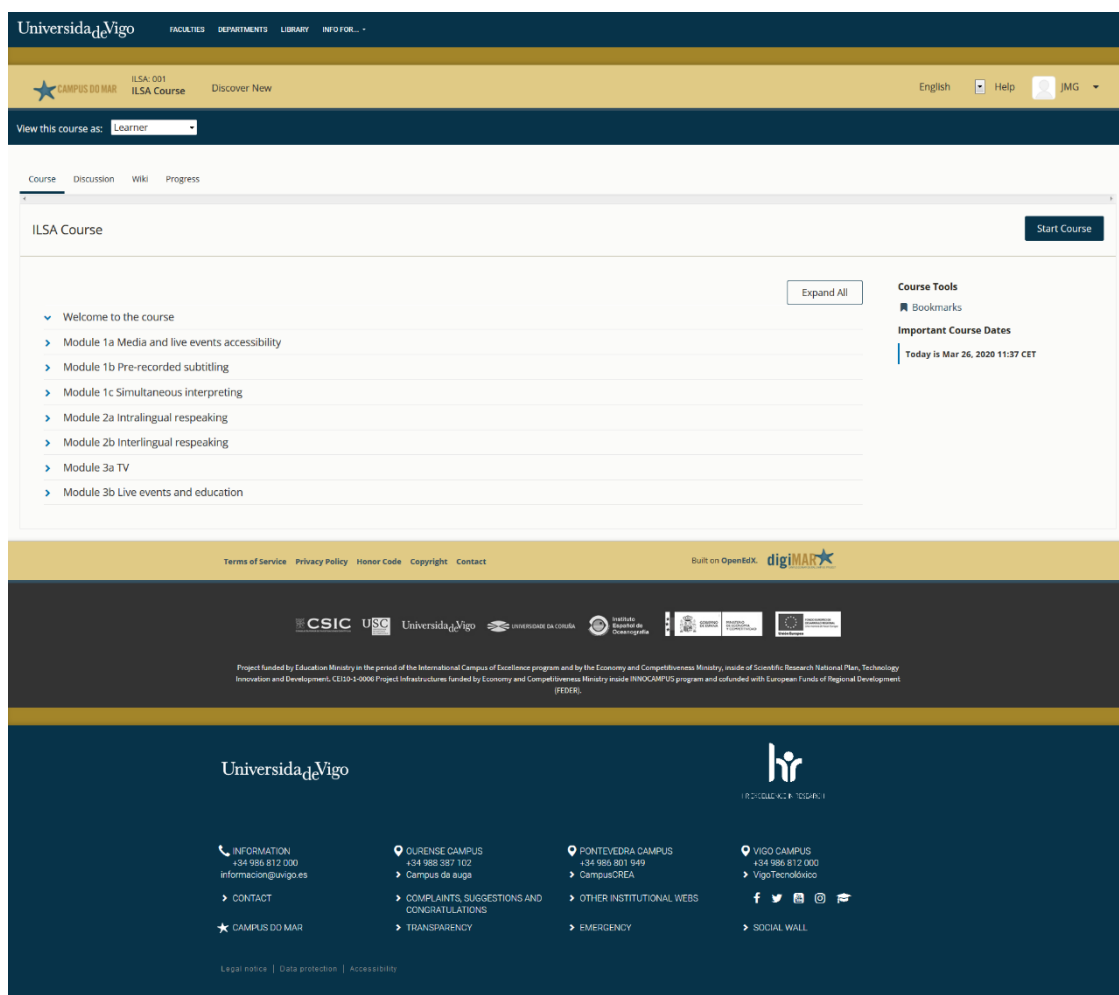 UniversidadeVigo FACULTIES DEPARTMENTS LIBRARY INFO FOR...
CAMPUS DO MAR
ILSA: 001
ILSA Course
Discover New
English Help JMG
View this course as: Learner
Course Discussion Wiki Progress
ILSA Course
Start Course
Expand All
Welcome to the course
Module 1a Media and live events accessibility
Module 1b Pre-recorded subtitling
Module 1c Simultaneous interpreting
Module 2a Intralingual respeaking
Module 2b Interlingual respeaking
Module 3a TV
Module 3b Live events and education
Course Tools
Bookmarks
Important Course Dates
Today is Mar 26, 2020 11:37 CET
Terms of Service Privacy Policy Honor Code Copyright Contact
Built on OpenEdX. digiMAR
CSIC USC UniversidadeVigo UNIVERSIDADE DA CORUÑA
Instituto
Español de
Oceanografía
Project funded by Education Ministry in the period of the International Campus of Excellence program and by the Economy and Competitiveness Ministry, inside of Scientific Research National Plan, Technology
Innovation and Development. CEI10-1-0006 Project Infrastructures funded by Economy and Competitiveness Ministry inside INNOCAMPUS program and cofunded with European Funds of Regional Development
(FEDER).
UniversidadeVigo
hr
HR EXCELLENCE IN RESEARCH
INFORMATION
+34 986 812 000
informacion@uvigo.es
OURENSE CAMPUS
+34 988 387 102
Campus da auga
PONTEVEDRA CAMPUS
+34 986 801 949
CampusCREA
VIGO CAMPUS
+34 986 812 000
VigoTecnolóxico
CONTACT
COMPLAINTS, SUGGESTIONS AND
CONGRATULATIONS
OTHER INSTITUTIONAL WEBS
CAMPUS DO MAR
TRANSPARENCY
EMERGENCY
SOCIAL WALL
Legal notice | Data protection | Accessibility